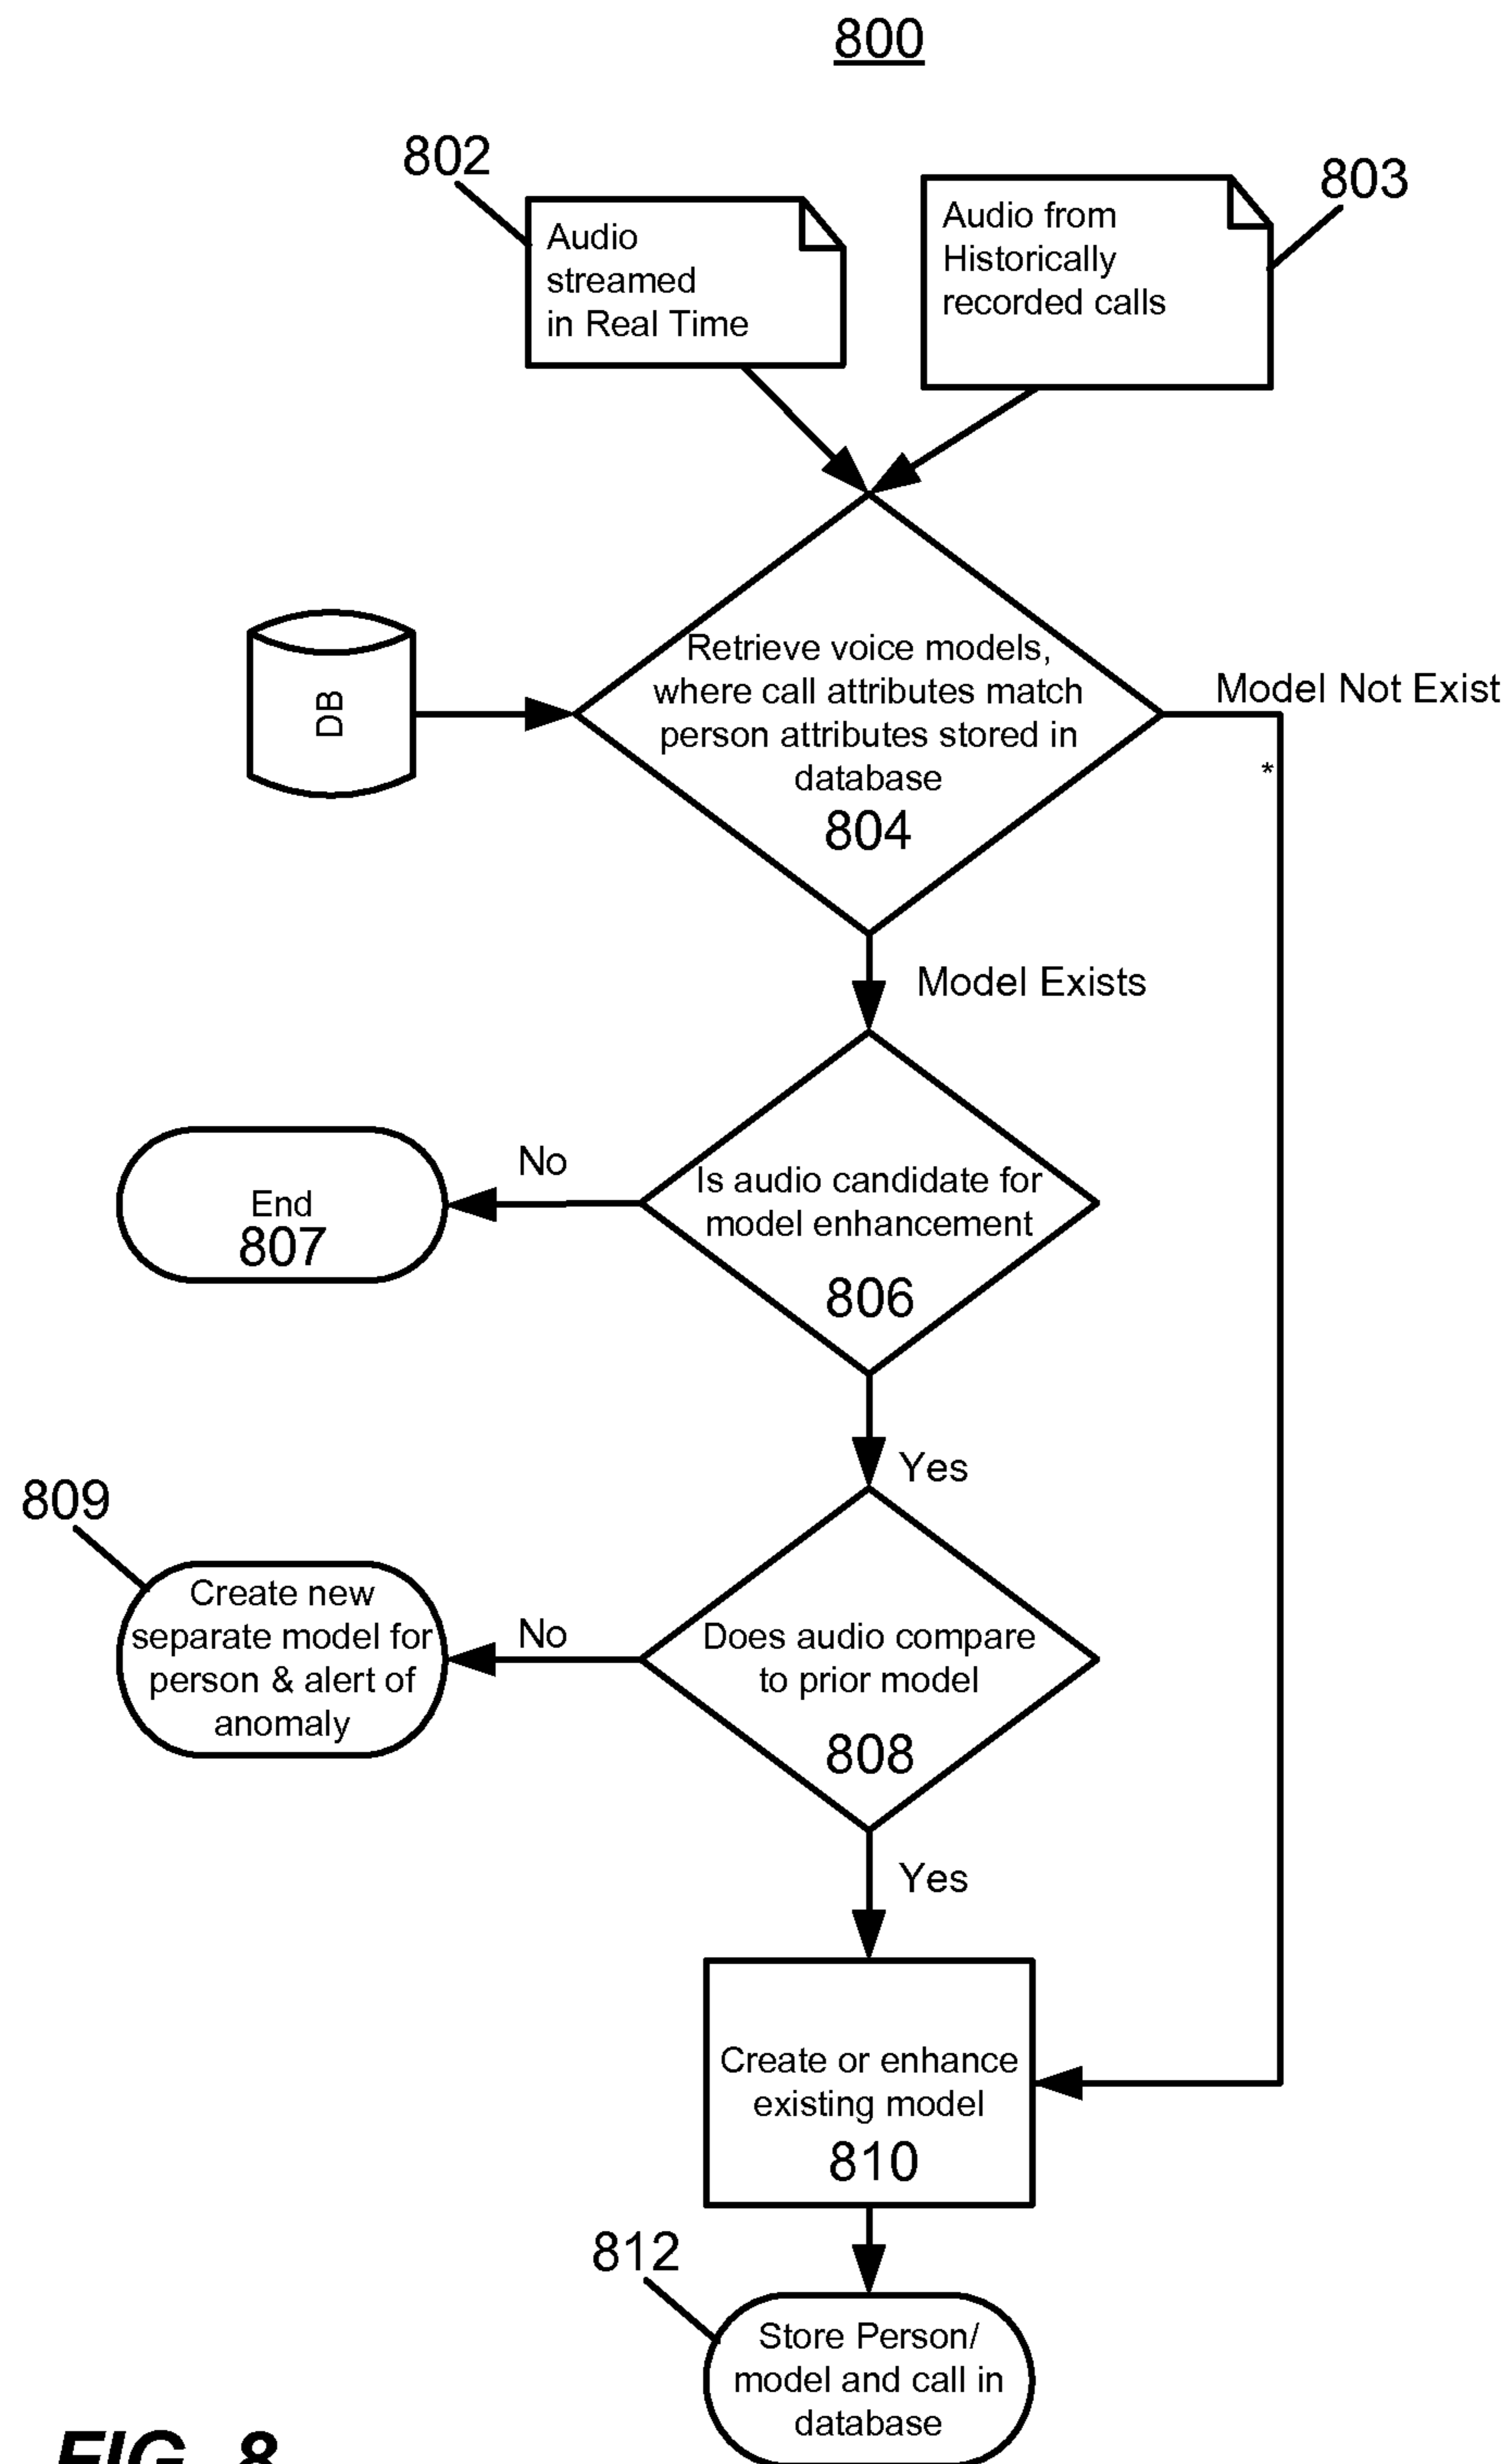 800
802
Audio
streamed
in Real Time
803
Audio from
Historically
recorded calls
DB
Retrieve voice models,
where call attributes match
person attributes stored in
database
804
Model Not Exist
*
Model Exists
No
End
807
Is audio candidate for
model enhancement
806
Yes
809
Create new
separate model for
person & alert of
anomaly
No
Does audio compare
to prior model
808
Yes
Create or enhance
existing model
810
812
Store Person/
model and call in
database
FIG. 8